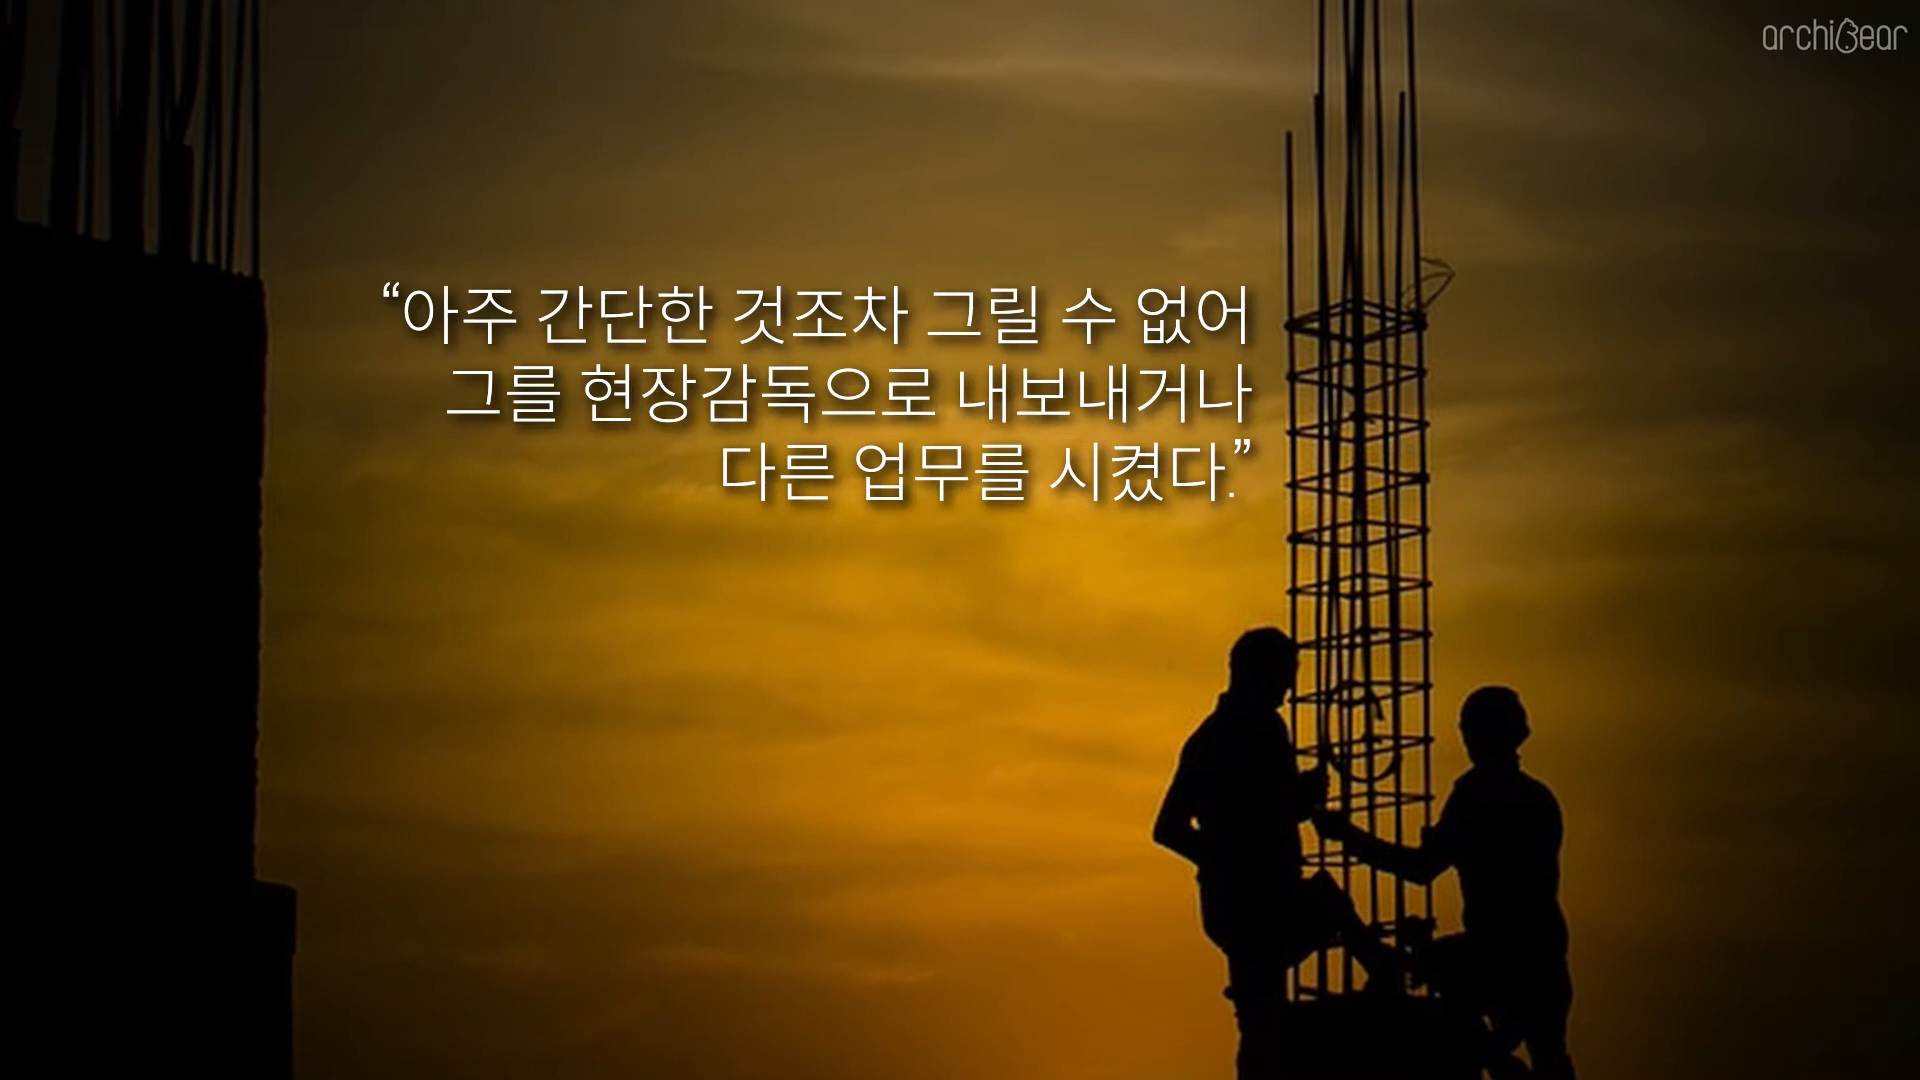 archibear
“아주 간단한 것조차 그릴 수 없어
그를 현장감독으로 내보내거나
다른 업무를 시켰다.”